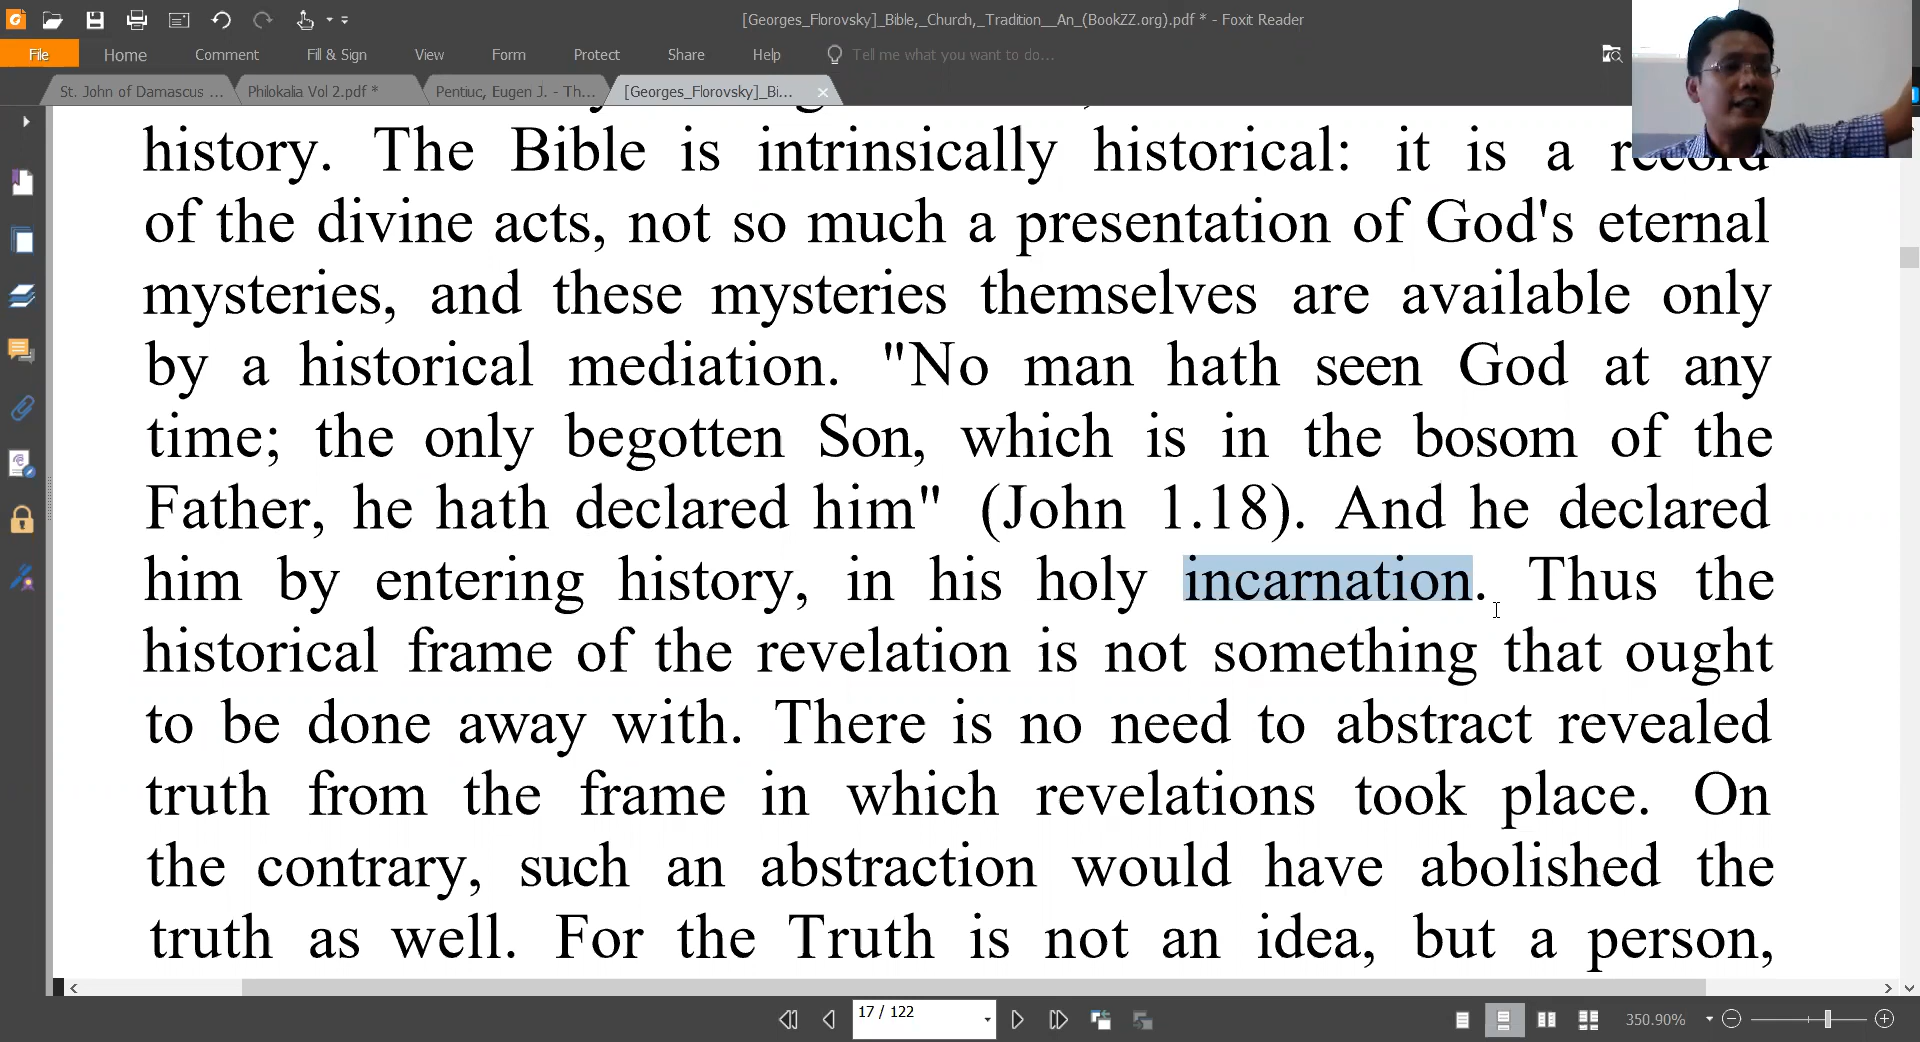 [Georges_Florovsky]_Bible,_Church,_Tradition__An_(BookZZ.org).pdf * - Foxit Reader
File Home Comment Fill & Sign View Form Protect Share Help Tell me what you want to do...
St. John of Damascus ... Philokalia Vol 2.pdf * Pentiuc, Eugen J. - Th... [Georges_Florovsky]_Bi...
history. The Bible is intrinsically historical: it is a record
of the divine acts, not so much a presentation of God's eternal
mysteries, and these mysteries themselves are available only
by a historical mediation. "No man hath seen God at any
time; the only begotten Son, which is in the bosom of the
Father, he hath declared him" (John 1.18). And he declared
him by entering history, in his holy incarnation. Thus the
historical frame of the revelation is not something that ought
to be done away with. There is no need to abstract revealed
truth from the frame in which revelations took place. On
the contrary, such an abstraction would have abolished the
truth as well. For the Truth is not an idea, but a person,
17 / 122 350.90%